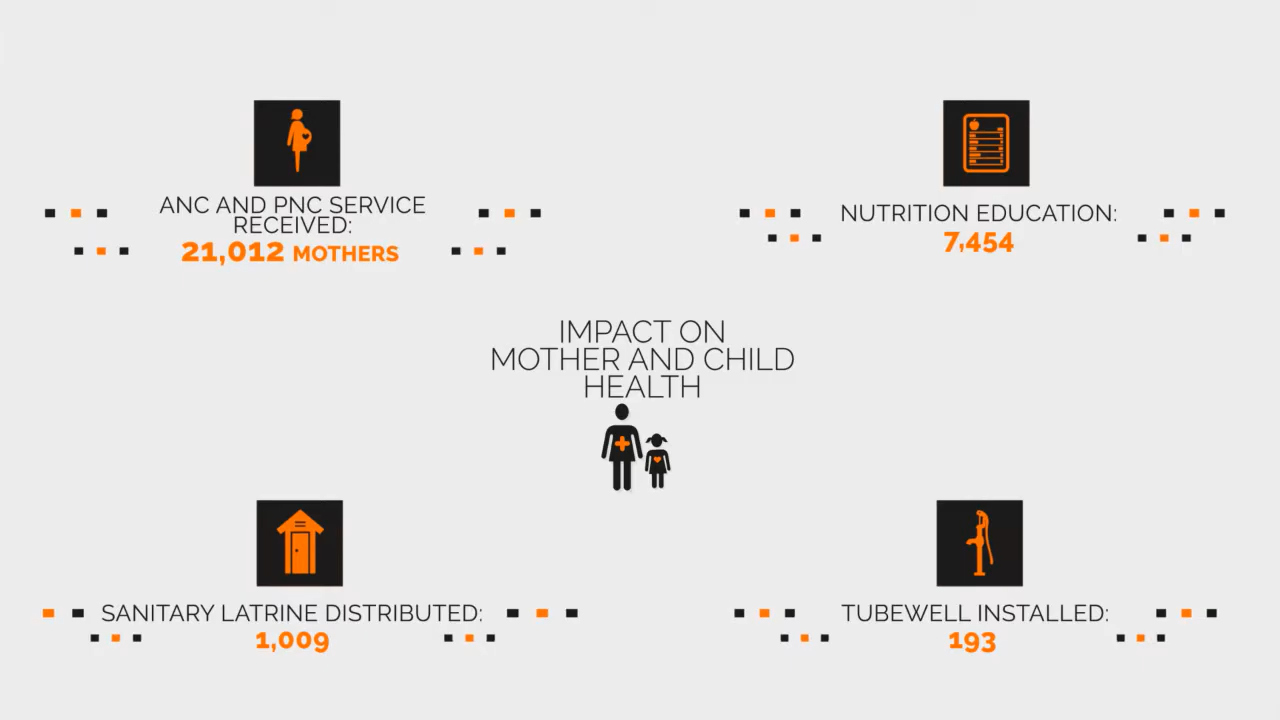 ANC AND PNC SERVICE
RECEIVED:
21,012 MOTHERS
NUTRITION EDUCATION:
7,454
IMPACT ON
MOTHER AND CHILD
HEALTH
SANITARY LATRINE DISTRIBUTED:
1,009
TUBEWELL INSTALLED:
193